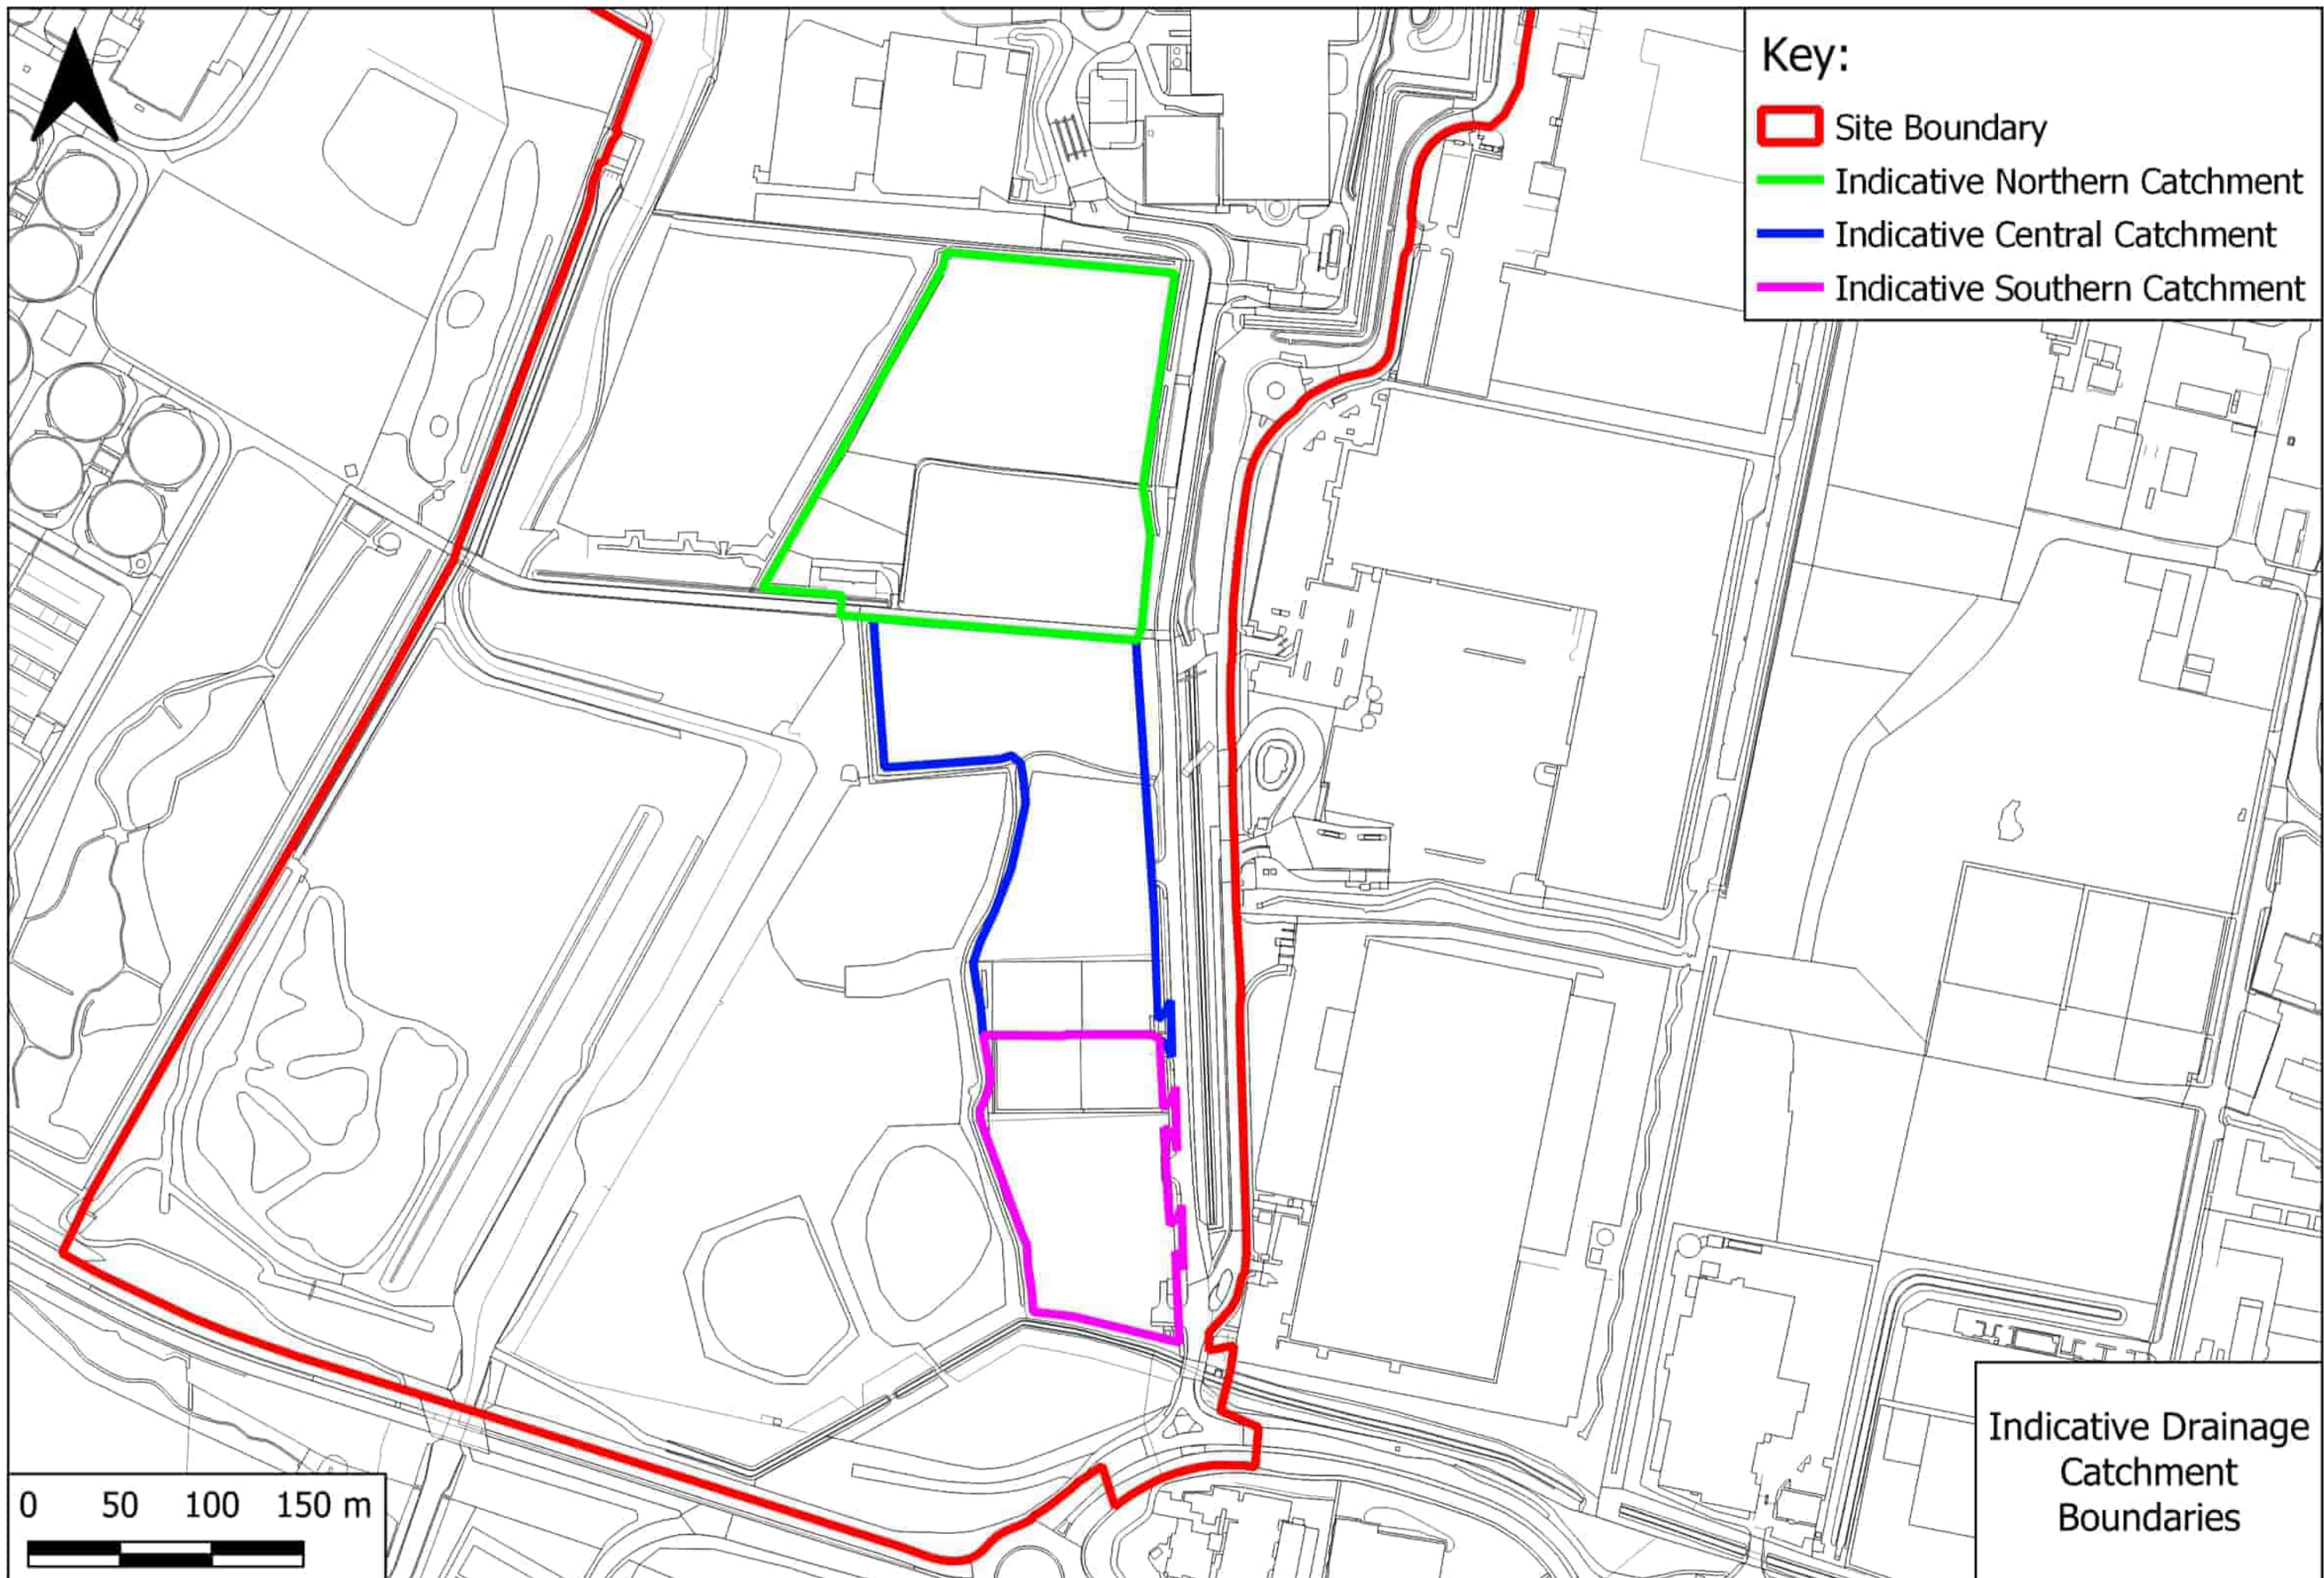 Key:
Site Boundary
Indicative Northern Catchment
Indicative Central Catchment
Indicative Southern Catchment
0 50 100 150 m
Indicative Drainage
Catchment
Boundaries